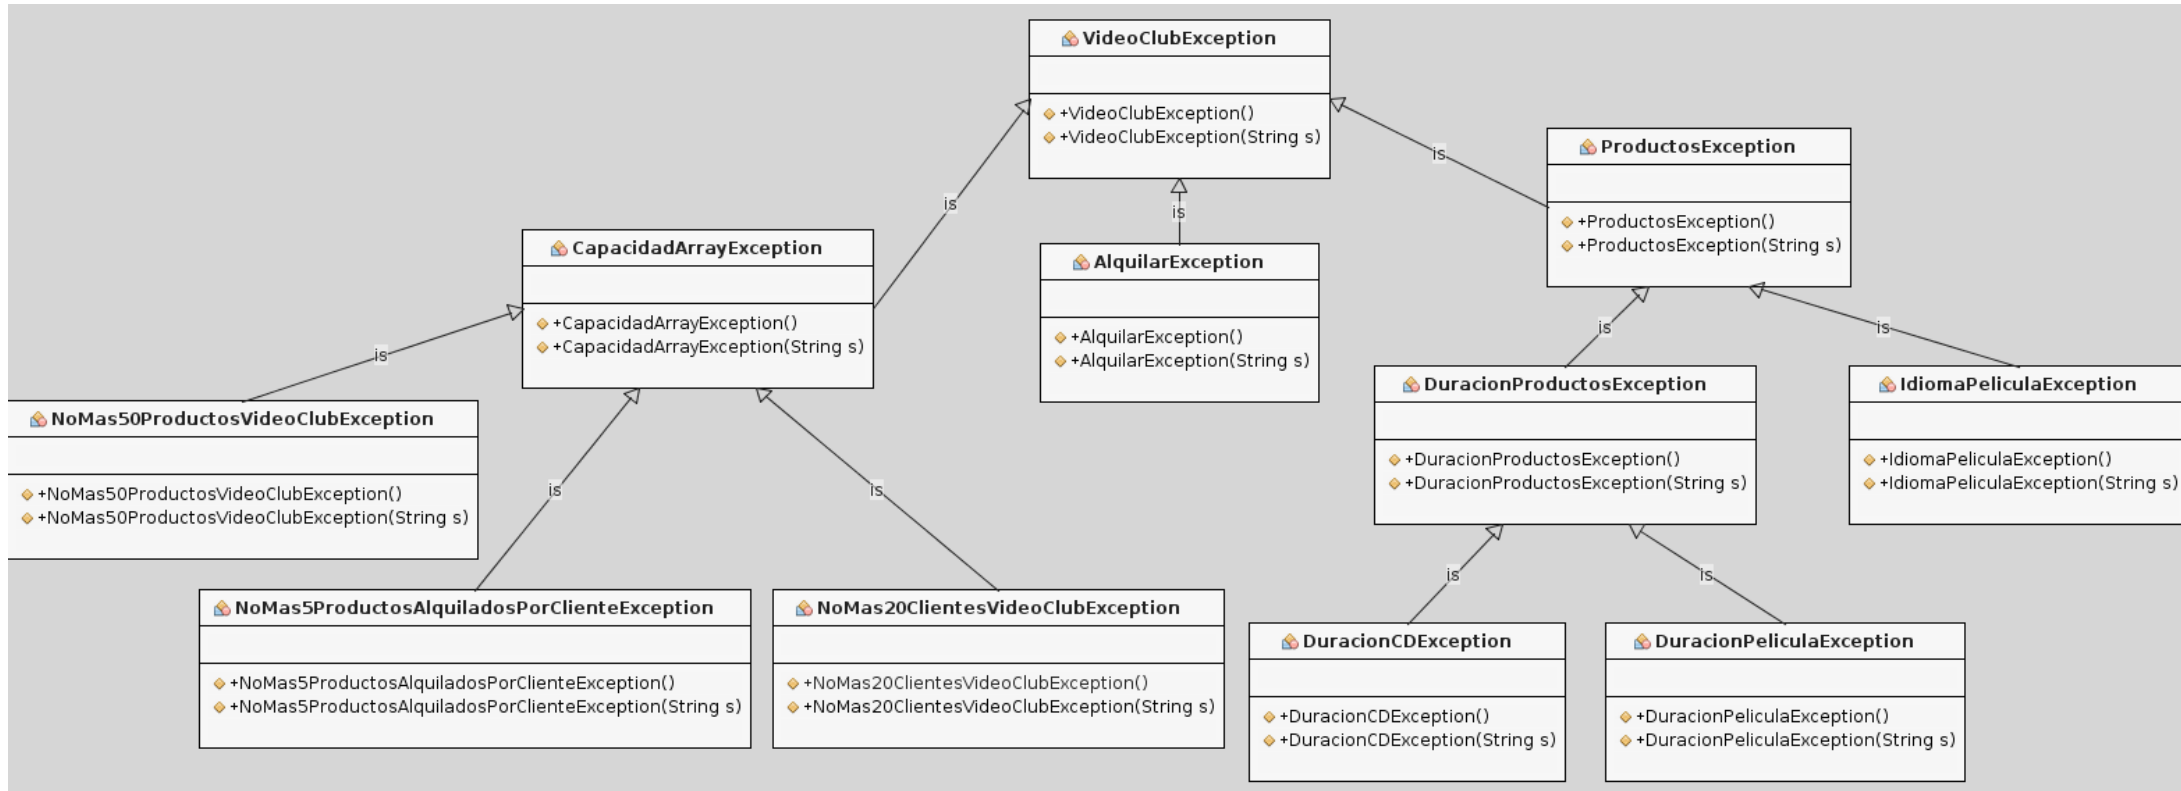 VideoClubException
+VideoClubException()
+VideoClubException(String s)
is
is
is
ProductosException
+ProductosException()
+ProductosException(String s)
CapacidadArrayException
+CapacidadArrayException()
+CapacidadArrayException(String s)
AlquilarException
+AlquilarException()
+AlquilarException(String s)
is
is
is
is
is
NoMas50ProductosVideoClubException
+NoMas50ProductosVideoClubException()
+NoMas50ProductosVideoClubException(String s)
DuracionProductosException
+DuracionProductosException()
+DuracionProductosException(String s)
IdiomaPeliculaException
+IdiomaPeliculaException()
+IdiomaPeliculaException(String s)
is
is
NoMas5ProductosAlquiladosPorClienteException
+NoMas5ProductosAlquiladosPorClienteException()
+NoMas5ProductosAlquiladosPorClienteException(String s)
NoMas20ClientesVideoClubException
+NoMas20ClientesVideoClubException()
+NoMas20ClientesVideoClubException(String s)
DuracionCDException
+DuracionCDException()
+DuracionCDException(String s)
DuracionPeliculaException
+DuracionPeliculaException()
+DuracionPeliculaException(String s)